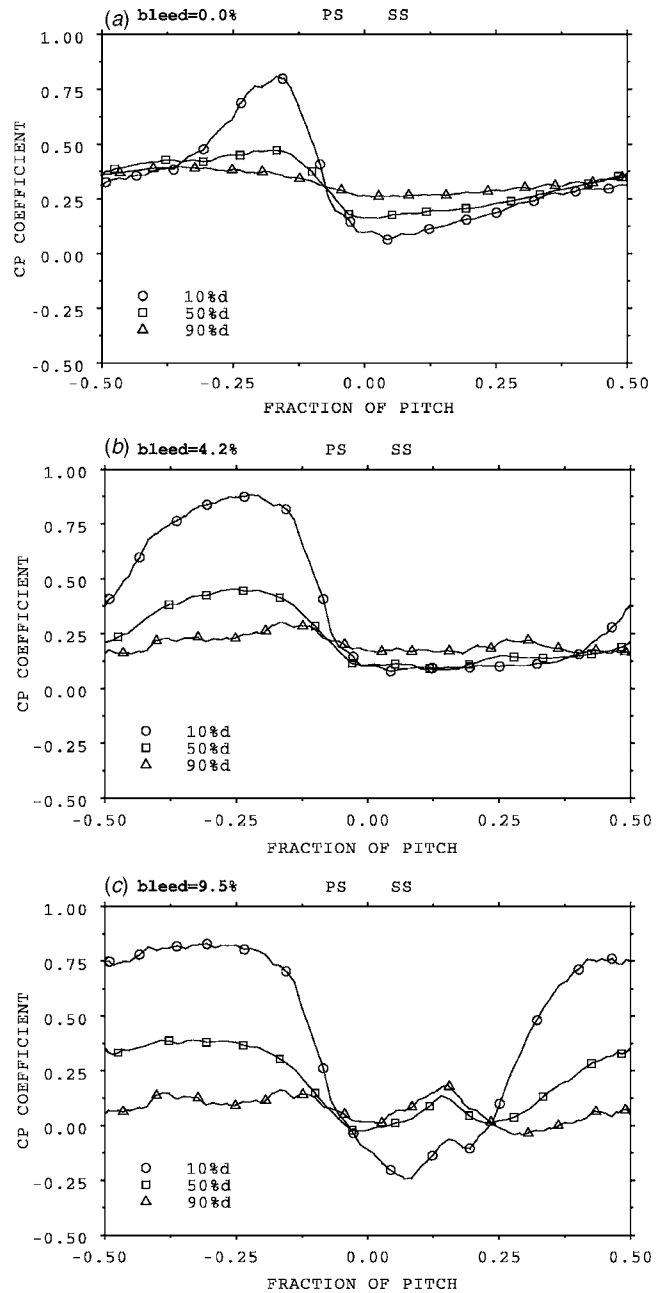 (a) bleed=0.0% PS SS
1.00
0.75
0.50
0.25
0.00
-0.25
-0.50
CP COEFFICIENT
10%d
50%d
90%d
-0.50 -0.25 0.00 0.25 0.50
FRACTION OF PITCH
(b) bleed=4.2% PS SS
1.00
0.75
0.50
0.25
0.00
-0.25
-0.50
CP COEFFICIENT
10%d
50%d
90%d
-0.50 -0.25 0.00 0.25 0.50
FRACTION OF PITCH
(c) bleed=9.5% PS SS
1.00
0.75
0.50
0.25
0.00
-0.25
-0.50
CP COEFFICIENT
10%d
50%d
90%d
-0.50 -0.25 0.00 0.25 0.50
FRACTION OF PITCH